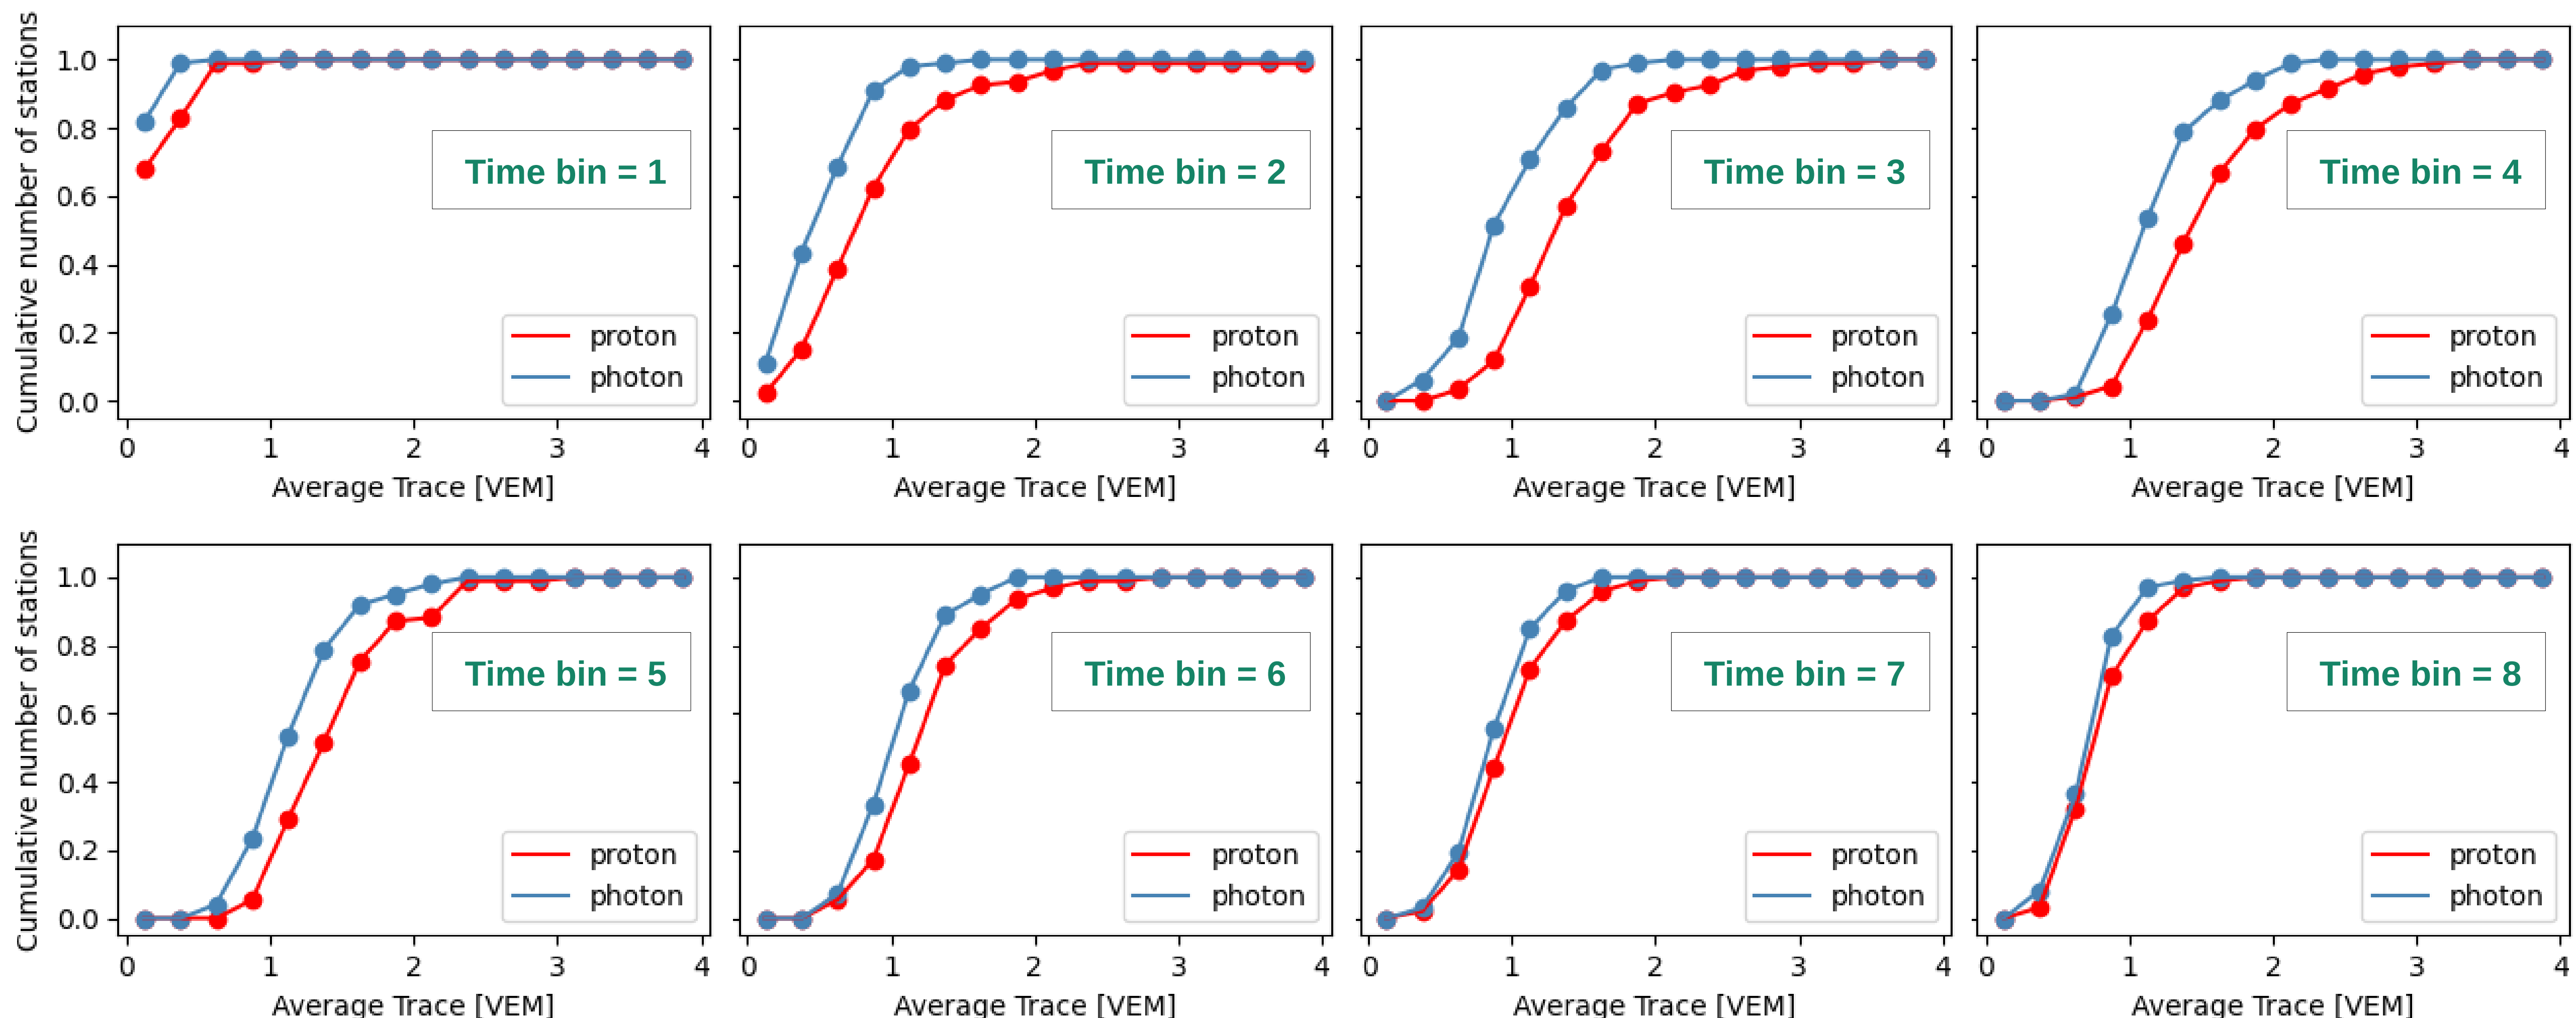 Cumulative number of stations
1.0
0.8
0.6
0.4
0.2
0.0
Time bin = 1
proton
photon
0 1 2 3 4
Average Trace [VEM]
Time bin = 2
proton
photon
0 1 2 3 4
Average Trace [VEM]
Time bin = 3
proton
photon
0 1 2 3 4
Average Trace [VEM]
Time bin = 4
proton
photon
0 1 2 3 4
Average Trace [VEM]
Cumulative number of stations
1.0
0.8
0.6
0.4
0.2
0.0
Time bin = 5
proton
photon
0 1 2 3 4
Average Trace [VEM]
Time bin = 6
proton
photon
0 1 2 3 4
Average Trace [VEM]
Time bin = 7
proton
photon
0 1 2 3 4
Average Trace [VEM]
Time bin = 8
proton
photon
0 1 2 3 4
Average Trace [VEM]